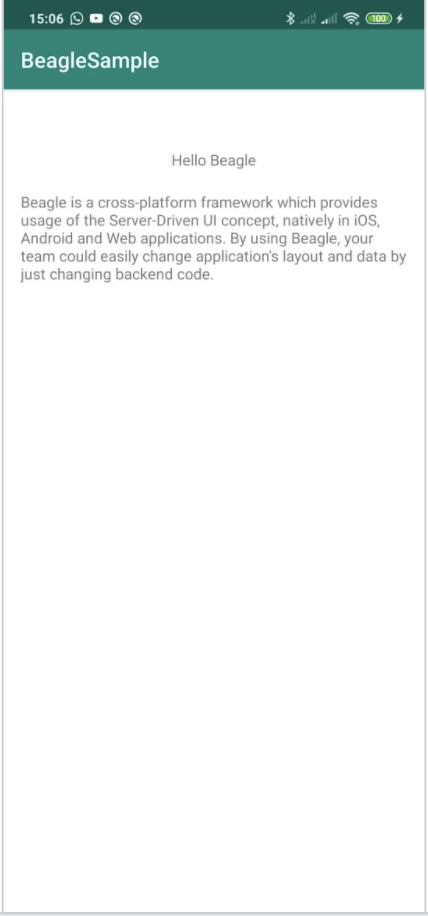 15:06
100
BeagleSample
Hello Beagle
Beagle is a cross-platform framework which provides
usage of the Server-Driven UI concept, natively in iOS,
Android and Web applications. By using Beagle, your
team could easily change application's layout and data by
just changing backend code.